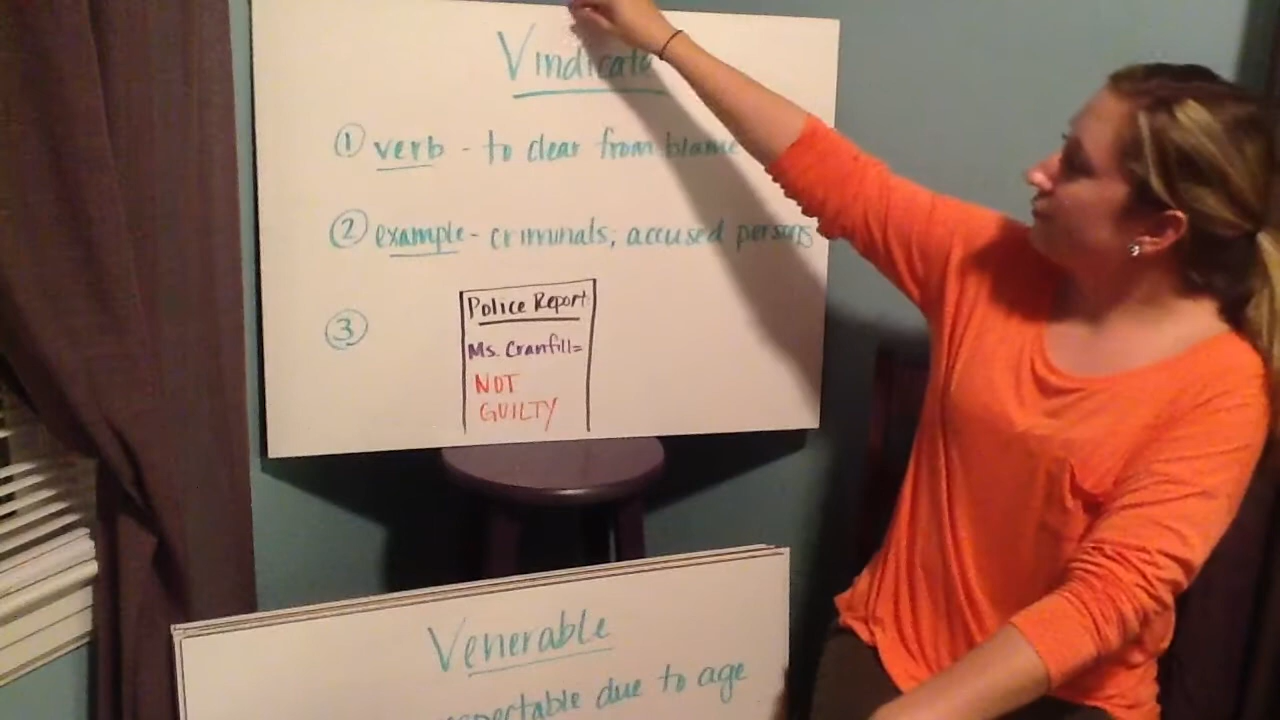 Vindicate
① verb - to clear from blame
② example - criminals; accused persons
③
Police Report
Ms. Cranfill=
NOT
GUILTY
Venerable
due to age